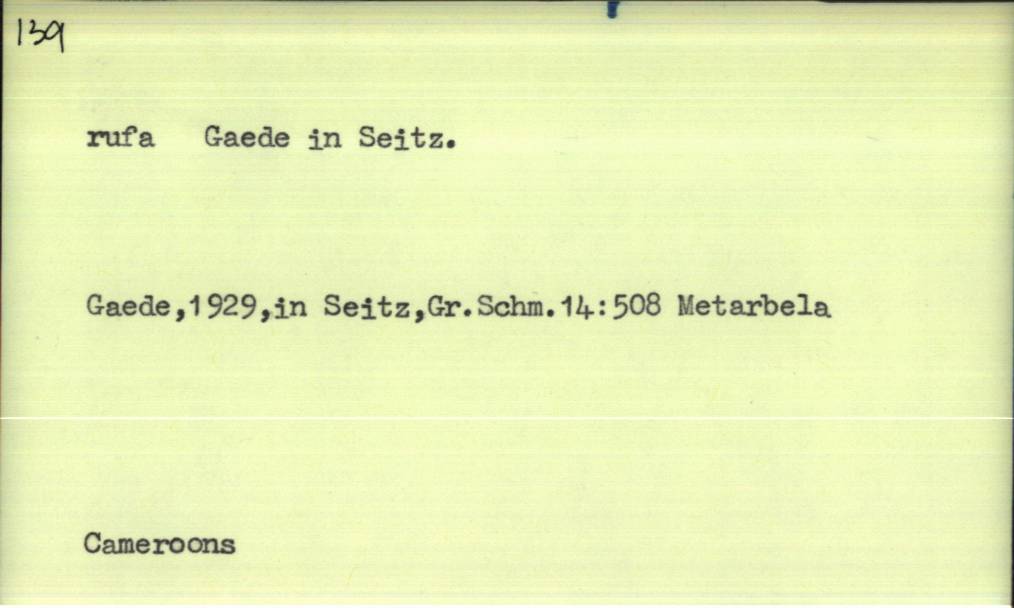 139
rufa Gaede in Seitz.
Gaede,1929,in Seitz,Gr.Schm.14:508 Metarbela
Cameroons